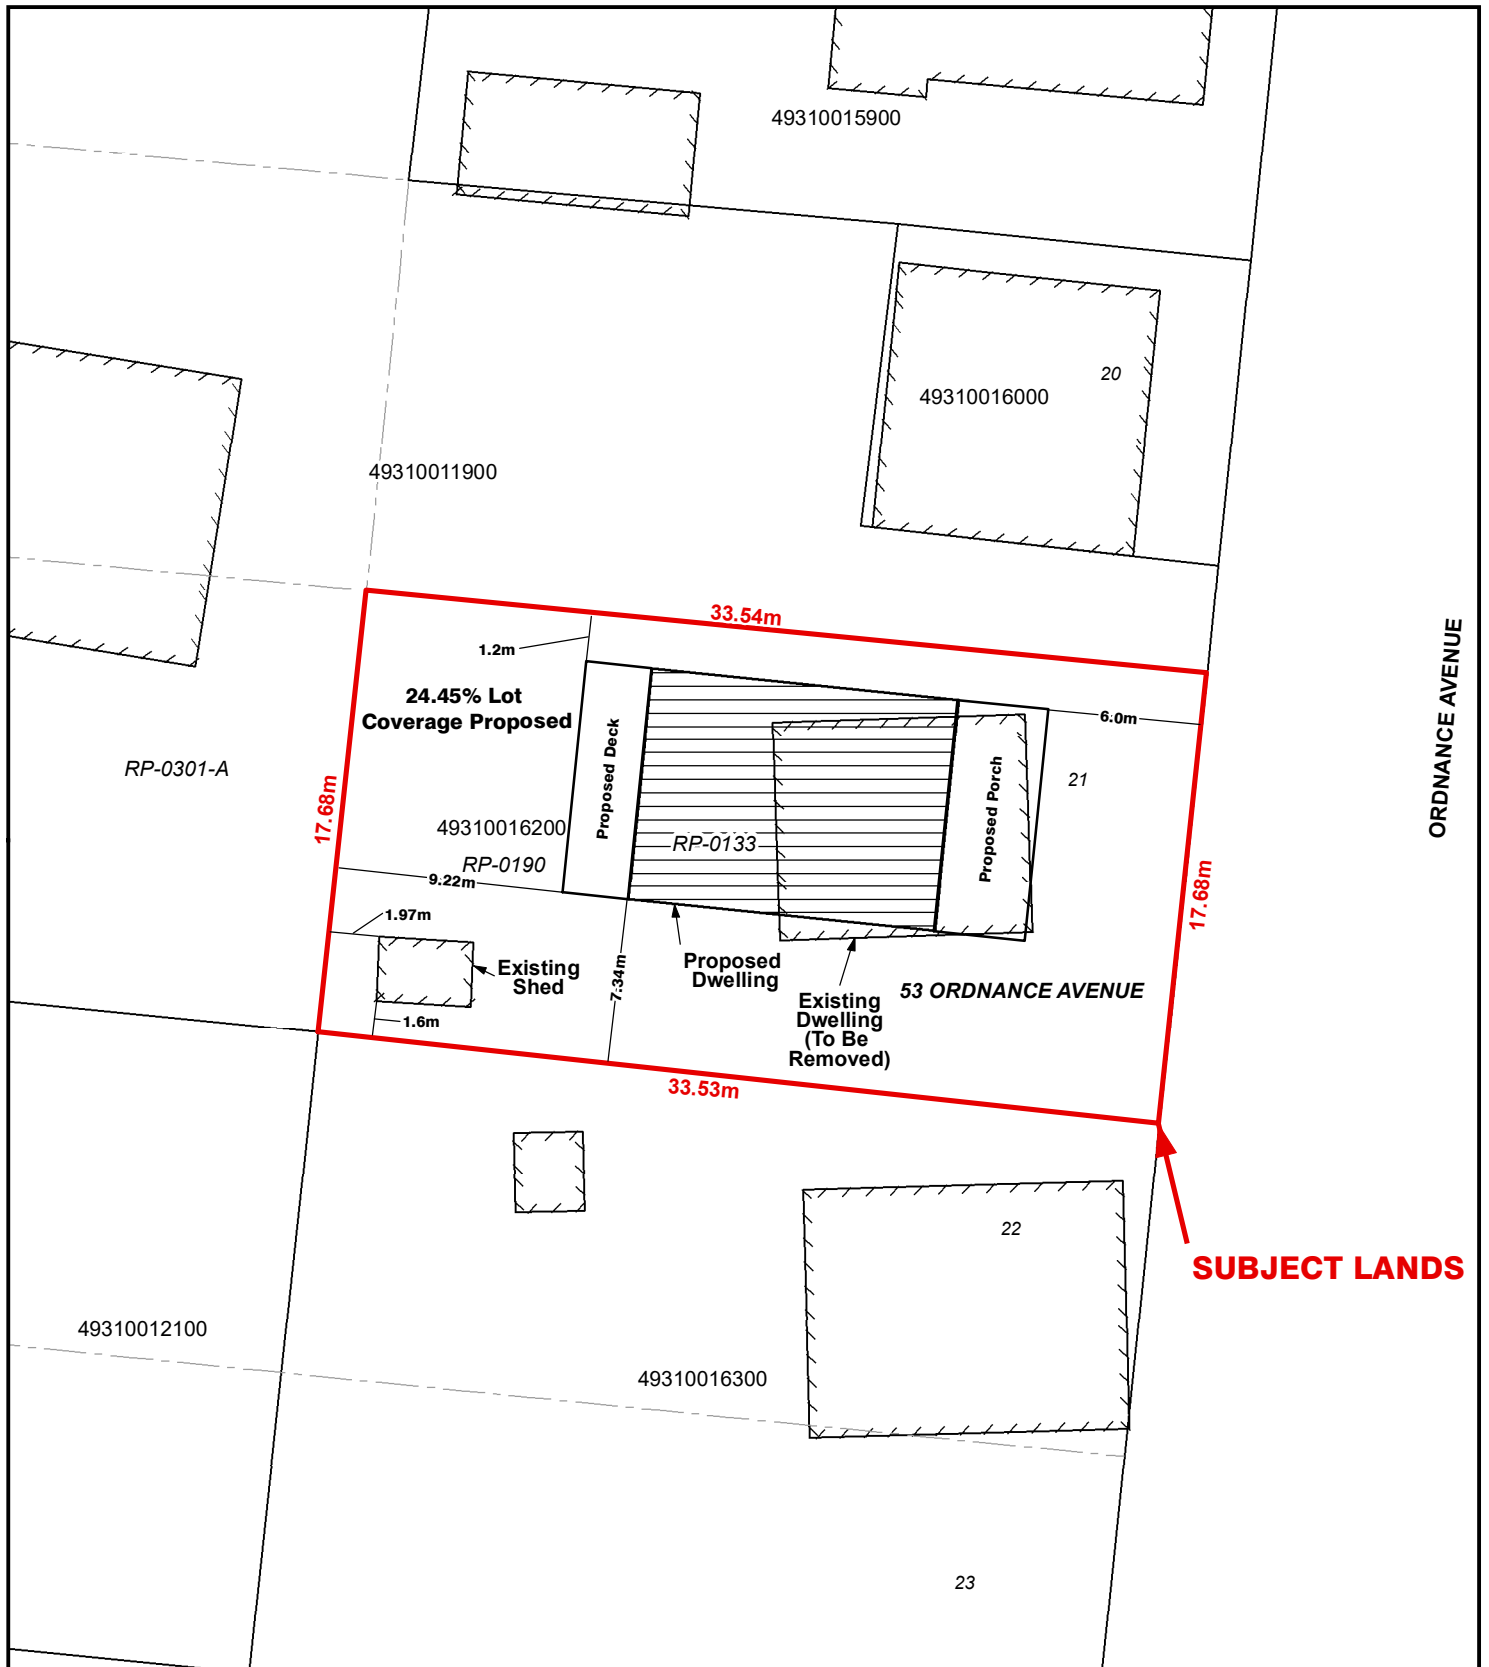 49310015900
20
49310016000
49310011900
33.54m
ORDNANCE AVENUE
1.2m
24.45% Lot
Coverage Proposed
Proposed Deck
6.0m
RP-0301-A
21
Proposed Porch
17.68m
49310016200
RP-0133
RP-0190
9.22m
17.68m
1.97m
Existing
Shed
7.34m
Proposed
Dwelling
53 ORDNANCE AVENUE
Existing
Dwelling
(To Be
Removed)
1.6m
33.53m
22
SUBJECT LANDS
49310012100
49310016300
23